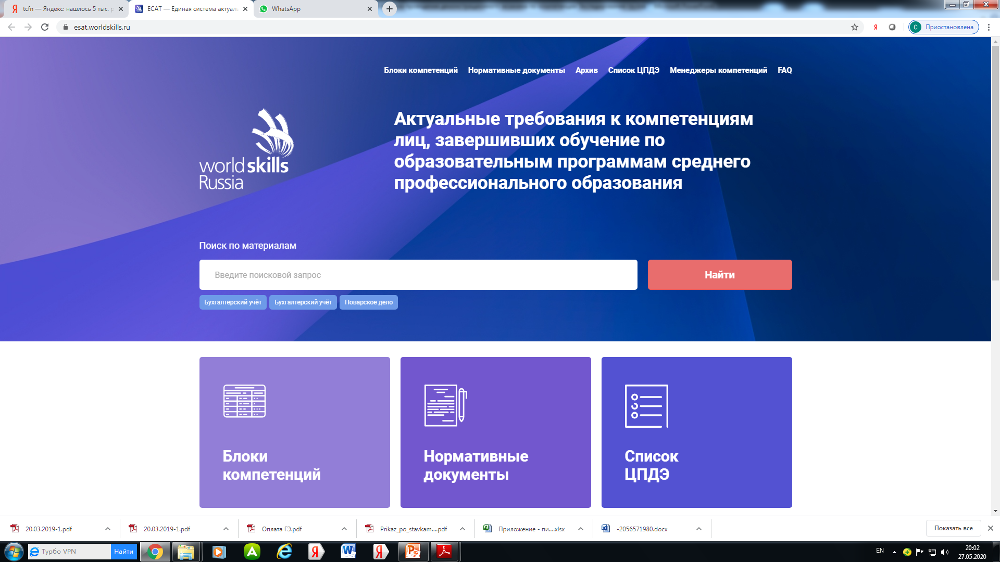 tcfn — Яндекс: нашлось 5 тыс. р
ЕСАТ — Единая система актуаль
WhatsApp
esat.worldskills.ru
Я
С
Приостановлена
Блоки компетенций
Нормативные документы
Архив
Список ЦПДЭ
Менеджеры компетенций
FAQ
world skills
Russia
Актуальные требования к компетенциям
лиц, завершивших обучение по
образовательным программам среднего
профессионального образования
Поиск по материалам
Введите поисковой запрос
Найти
Бухгалтерский учёт
Бухгалтерский учёт
Поварское дело
Блоки
компетенций
Нормативные
документы
Список
ЦПДЭ
20.03.2019-1.pdf
20.03.2019-1.pdf
Оплата ГЭ.pdf
Prikaz_po_stavkam....pdf
Приложение - пи....xlsx
-2056571980.docx
Показать все
Турбо VPN
Найти
EN
20:02
27.05.2020